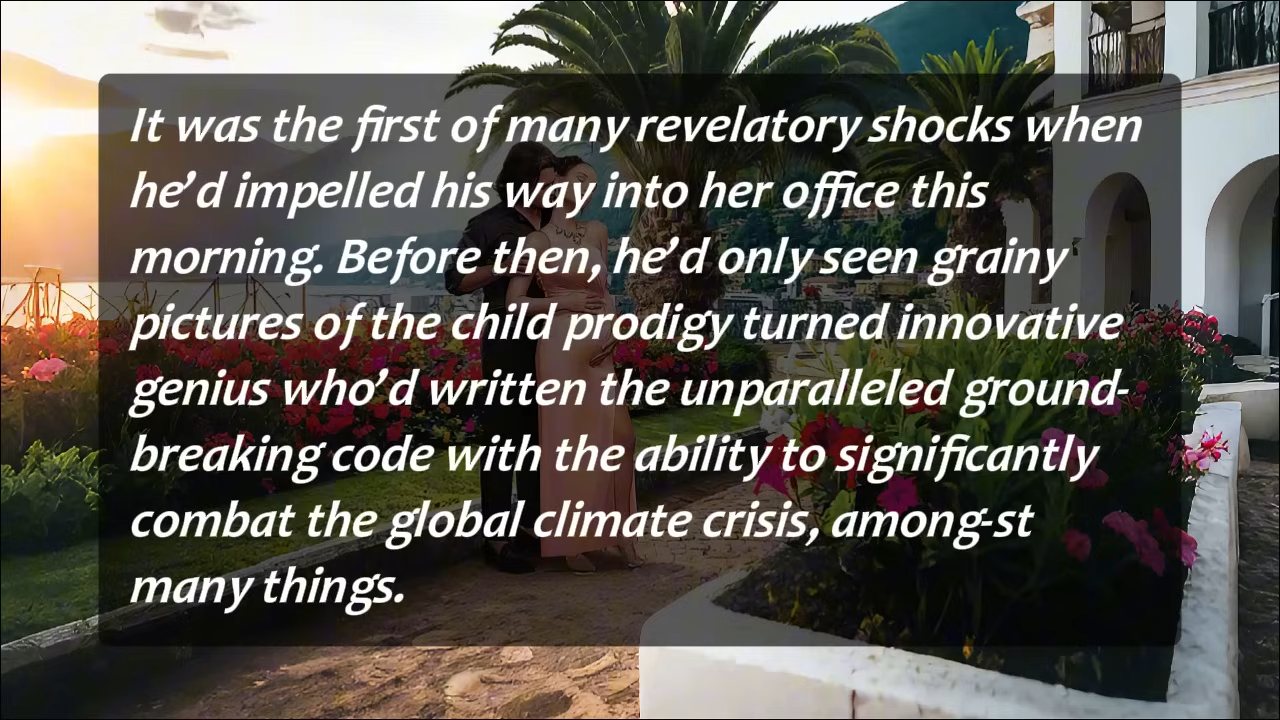 It was the first of many revelatory shocks when
he’d impelled his way into her office this
morning. Before then, he’d only seen grainy
pictures of the child prodigy turned innovative
genius who’d written the unparalleled ground-
breaking code with the ability to significantly
combat the global climate crisis, among-st
many things.